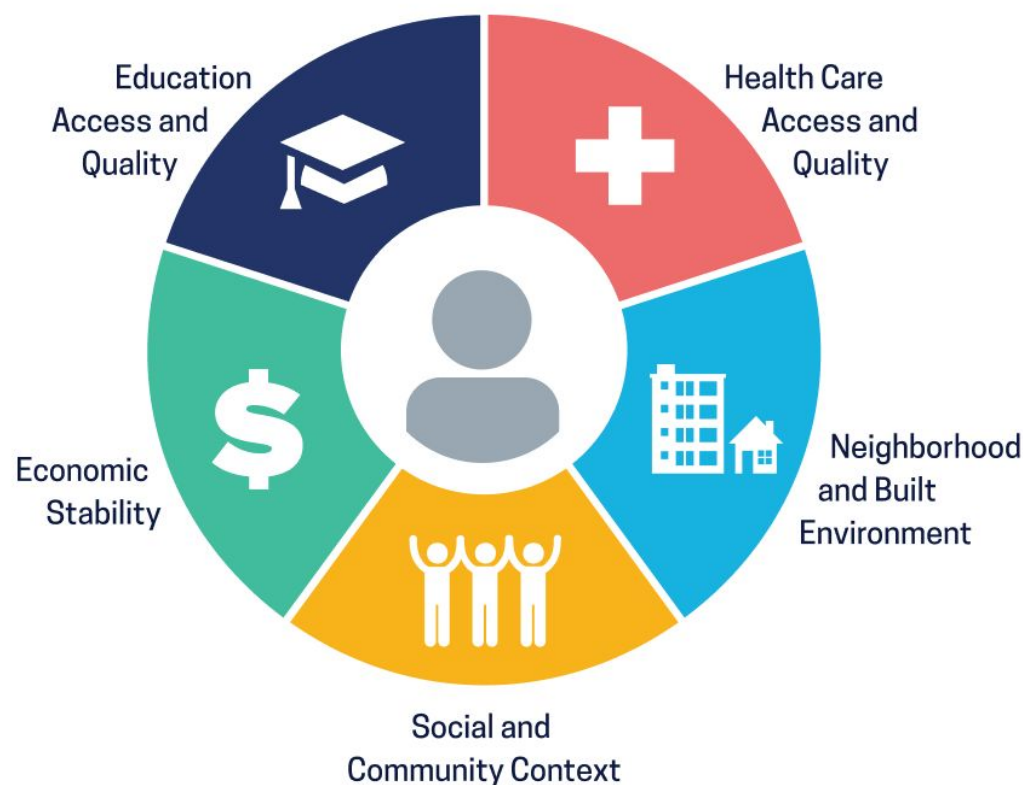 Education
Access and
Quality
Health Care
Access and
Quality
Economic
Stability
Neighborhood
and Built
Environment
Social and
Community Context